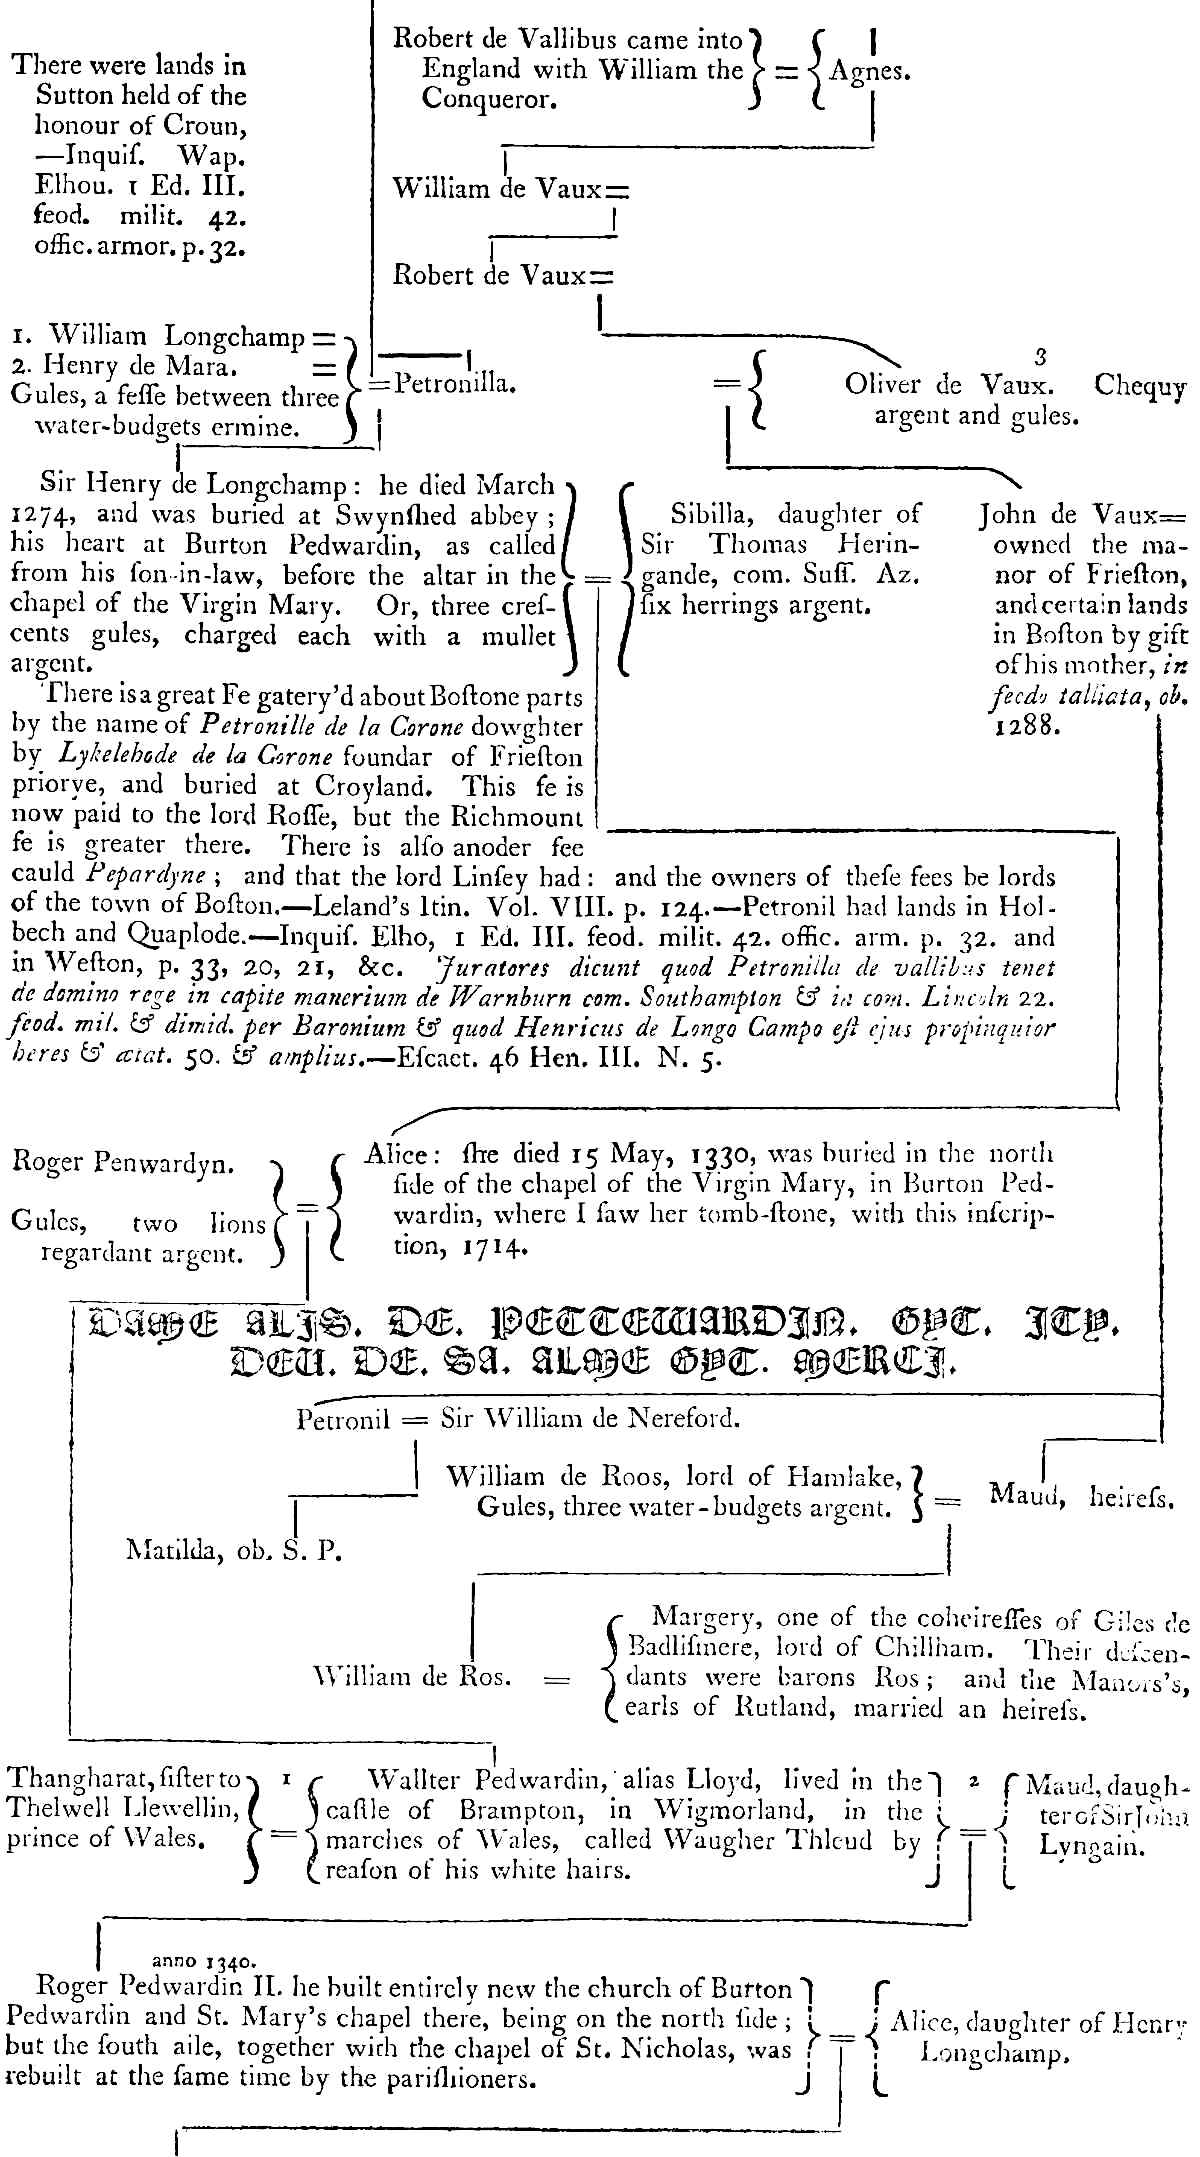 There were lands in
Sutton held of the
honour of Croun,
—Inquiſ. Wap.
Elhou. 1 Ed. III.
feod. milit. 42.
offic. armor. p. 32.
Robert de Vallibus came into
England with William the
Conqueror.
=
Agnes.
William de Vaux=
Robert de Vaux=
1. William Longchamp =
2. Henry de Mara. =
Gules, a feſſe between three
water-budgets ermine.
=Petronilla.
=
3
Oliver de Vaux. Chequy
argent and gules.
Sir Henry de Longchamp: he died March
1274, and was buried at Swynſhed abbey;
his heart at Burton Pedwardin, as called
from his ſon-in-law, before the altar in the
chapel of the Virgin Mary. Or, three creſ-
cents gules, charged each with a mullet
argent.
=
Sibilla, daughter of
Sir Thomas Herin-
gande, com. Suff. Az.
ſix herrings argent.
John de Vaux=
owned the ma-
nor of Frieſton,
and certain lands
in Boſton by gift
of his mother, in
feodo talliata, ob.
1288.
There is a great Fe gatery'd about Boſtone parts
by the name of Petronille de la Corone dowghter
by Lykelehode de la Corone foundar of Frieſton
priorye, and buried at Croyland. This fe is
now paid to the lord Roſſe, but the Richmount
fe is greater there. There is alſo anoder fee
cauld Pepardyne; and that the lord Linſey had: and the owners of theſe fees be lords
of the town of Boſton.—Leland's Itin. Vol. VIII. p. 124.—Petronil had lands in Hol-
bech and Quaplode.—Inquiſ. Elho, 1 Ed. III. feod. milit. 42. offic. arm. p. 32. and
in Weſton, p. 33, 20, 21, &c. Juratores dicunt quod Petronilla de vallibus tenet
de domino rege in capite manerium de Warnburn com. Southampton & in com. Lincoln 22.
feod. mil. & dimid. per Baronium & quod Henricus de Longo Campo eſt ejus propinquior
heres & ætat. 50. & amplius.—Eſcaet. 46 Hen. III. N. 5.
Roger Penwardyn.
Gules, two lions
regardant argent.
=
Alice: ſhe died 15 May, 1330, was buried in the north
ſide of the chapel of the Virgin Mary, in Burton Ped-
wardin, where I ſaw her tomb-ſtone, with this inſcrip-
tion, 1714.
DAME ALIS. DE. PETTEWARDIN. GYT. ICY.
DEU. DE. SA. ALME GYT. MERCI.
Petronil = Sir William de Nereford.
William de Roos, lord of Hamlake,
Gules, three water-budgets argent.
=
Maud, heireſs.
Matilda, ob. S. P.
William de Ros. =
Margery, one of the coheireſſes of Giles de
Badliſmere, lord of Chillham. Their deſcen-
dants were barons Ros; and the Manors's,
earls of Rutland, married an heireſs.
Thangharat, ſiſter to
Thelwell Llewellin,
prince of Wales.
1
=
Wallter Pedwardin, alias Lloyd, lived in the
caſtle of Brampton, in Wigmorland, in the
marches of Wales, called Waugher Thleud by
reaſon of his white hairs.
2
=
Maud, daugh-
ter of Sir John
Lyngain.
anno 1340.
Roger Pedwardin II. he built entirely new the church of Burton
Pedwardin and St. Mary's chapel there, being on the north ſide;
but the ſouth aile, together with the chapel of St. Nicholas, was
rebuilt at the ſame time by the pariſhioners.
=
Alice, daughter of Henry
Longchamp.